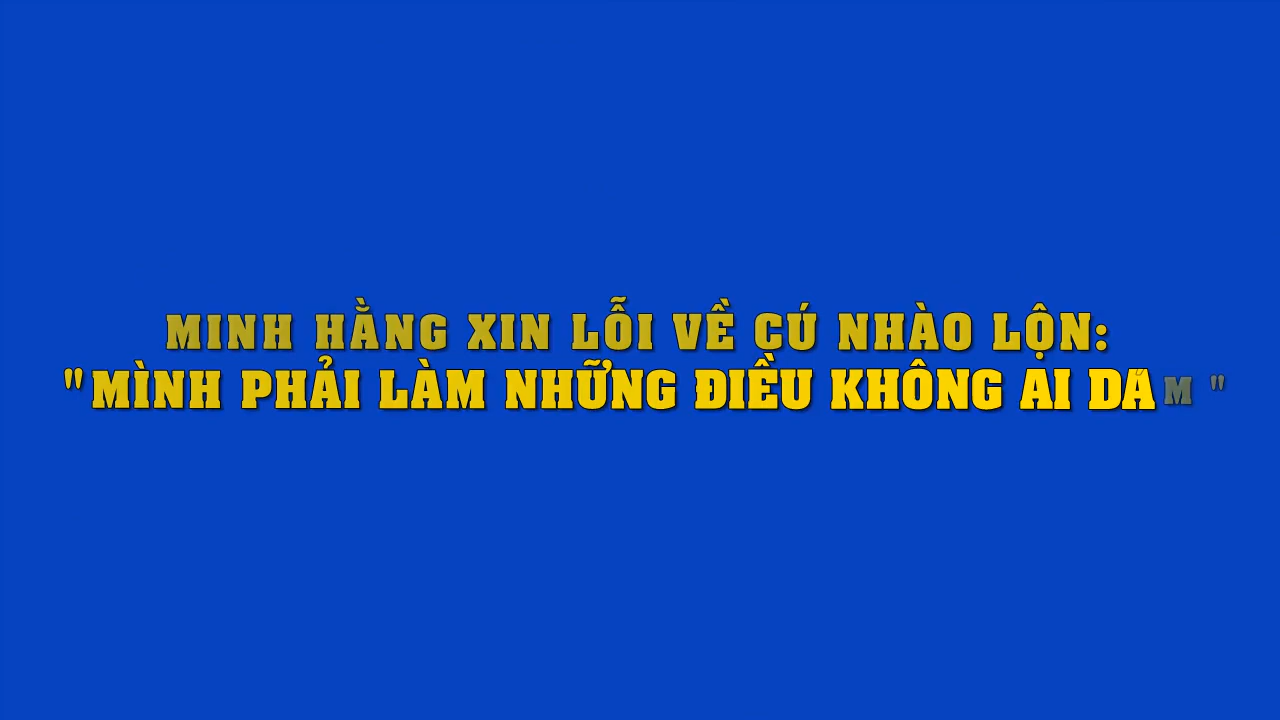 MINH HẰNG XIN LỖI VỀ CÚ NHÀO LỘN:
"MÌNH PHẢI LÀM NHỮNG ĐIỀU KHÔNG AI DÁM "